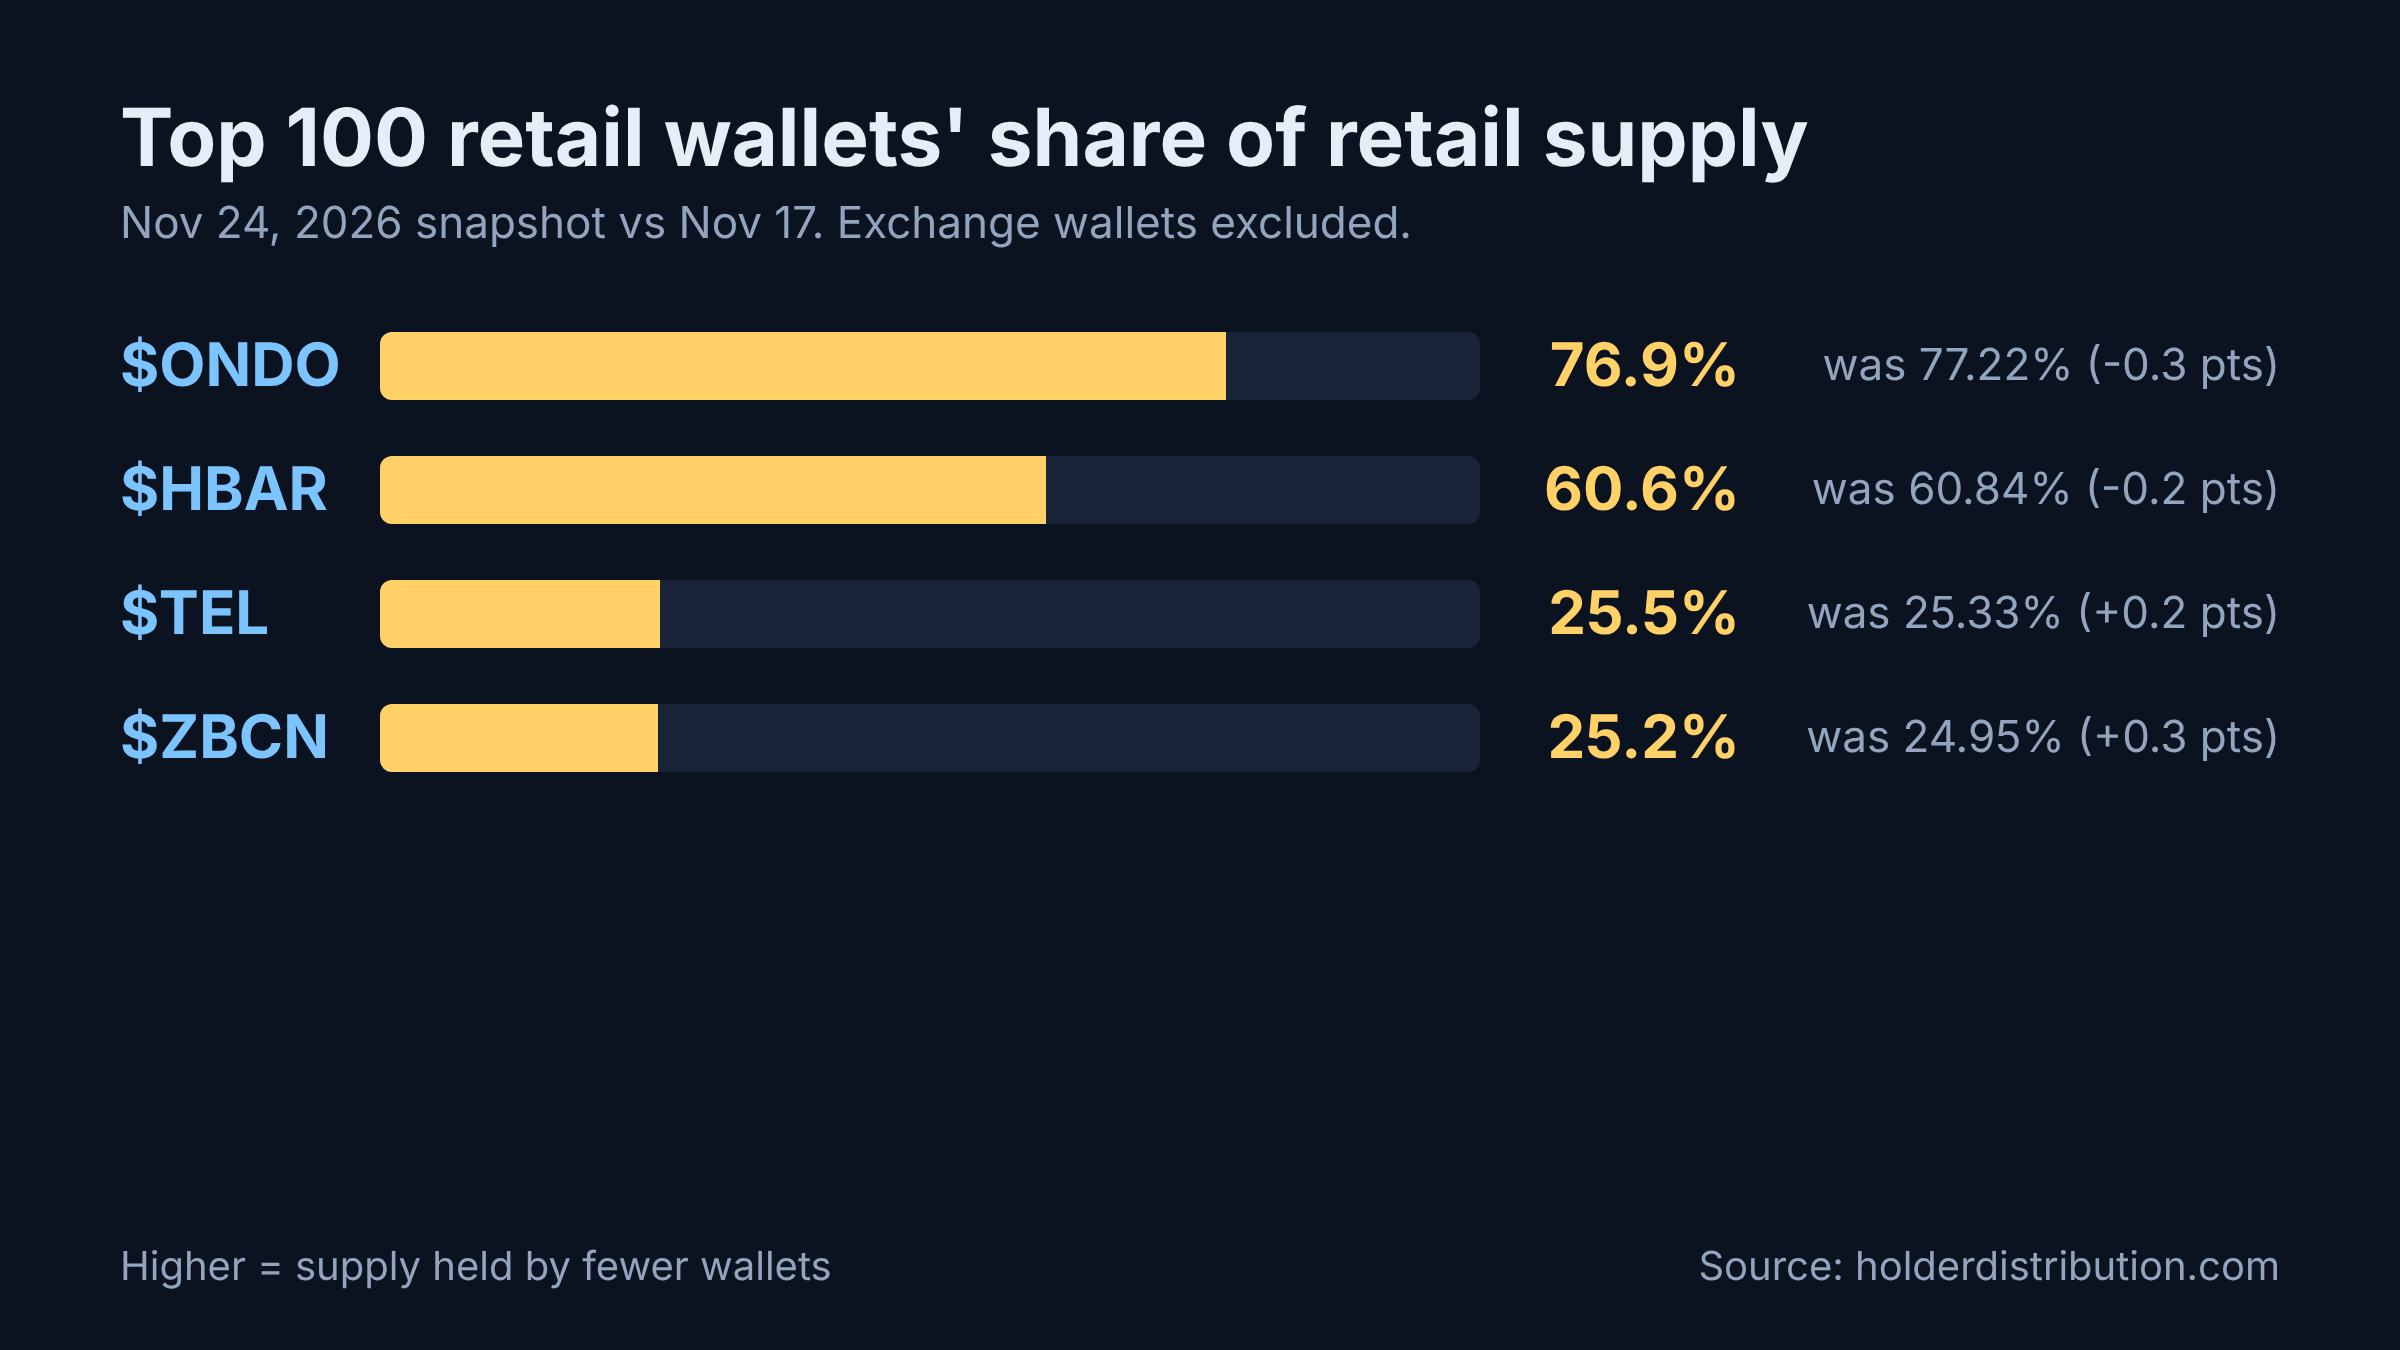 Top 100 retail wallets' share of retail supply
Nov 24, 2026 snapshot vs Nov 17. Exchange wallets excluded.
$ONDO 76.9% was 77.22% (-0.3 pts)
$HBAR 60.6% was 60.84% (-0.2 pts)
$TEL 25.5% was 25.33% (+0.2 pts)
$ZBCN 25.2% was 24.95% (+0.3 pts)
Higher = supply held by fewer wallets
Source: holderdistribution.com